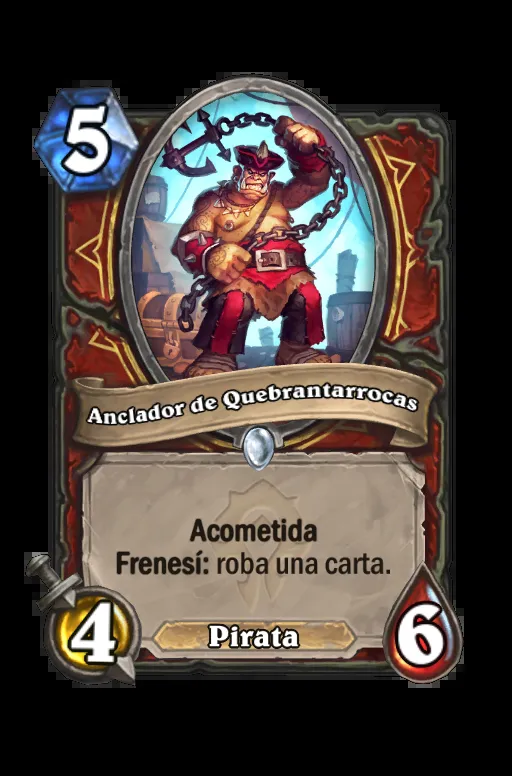 5
Anclador de Quebrantarrocas
Acometida
Frenesí: roba una carta.
4
Pirata
6